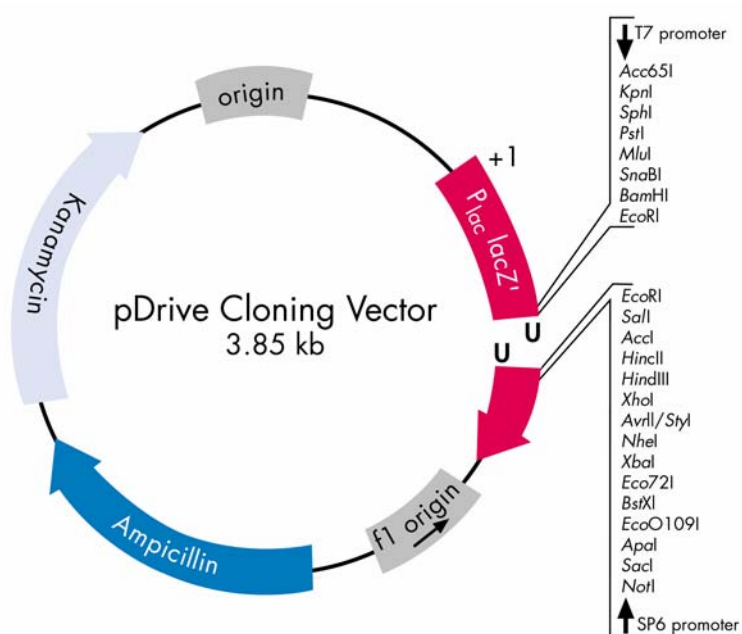 origin
+1
Plac lacZ'
Kanamycin
pDrive Cloning Vector
3.85 kb
U
U
Ampicillin
f1 origin
T7 promoter
Acc65I
KpnI
SphI
PstI
MluI
SnaBI
BamHI
EcoRI
EcoRI
SalI
AccI
HincII
HindIII
XhoI
AvrII/StyI
NheI
XbaI
Eco72I
BstXI
EcoO109I
ApaI
SacI
NotI
SP6 promoter